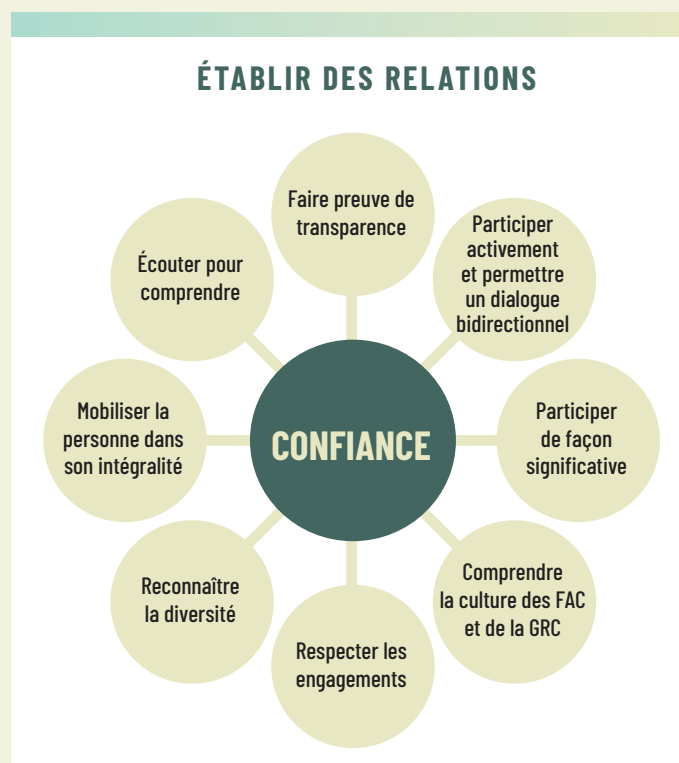 ÉTABLIR DES RELATIONS
Faire preuve de
transparence
Participer
activement
et permettre
un dialogue
bidirectionnel
Participer
de façon
significative
Comprendre
la culture des FAC
et de la GRC
Respecter les
engagements
Reconnaître
la diversité
Mobiliser la
personne dans
son intégralité
Écouter pour
comprendre
CONFIANCE